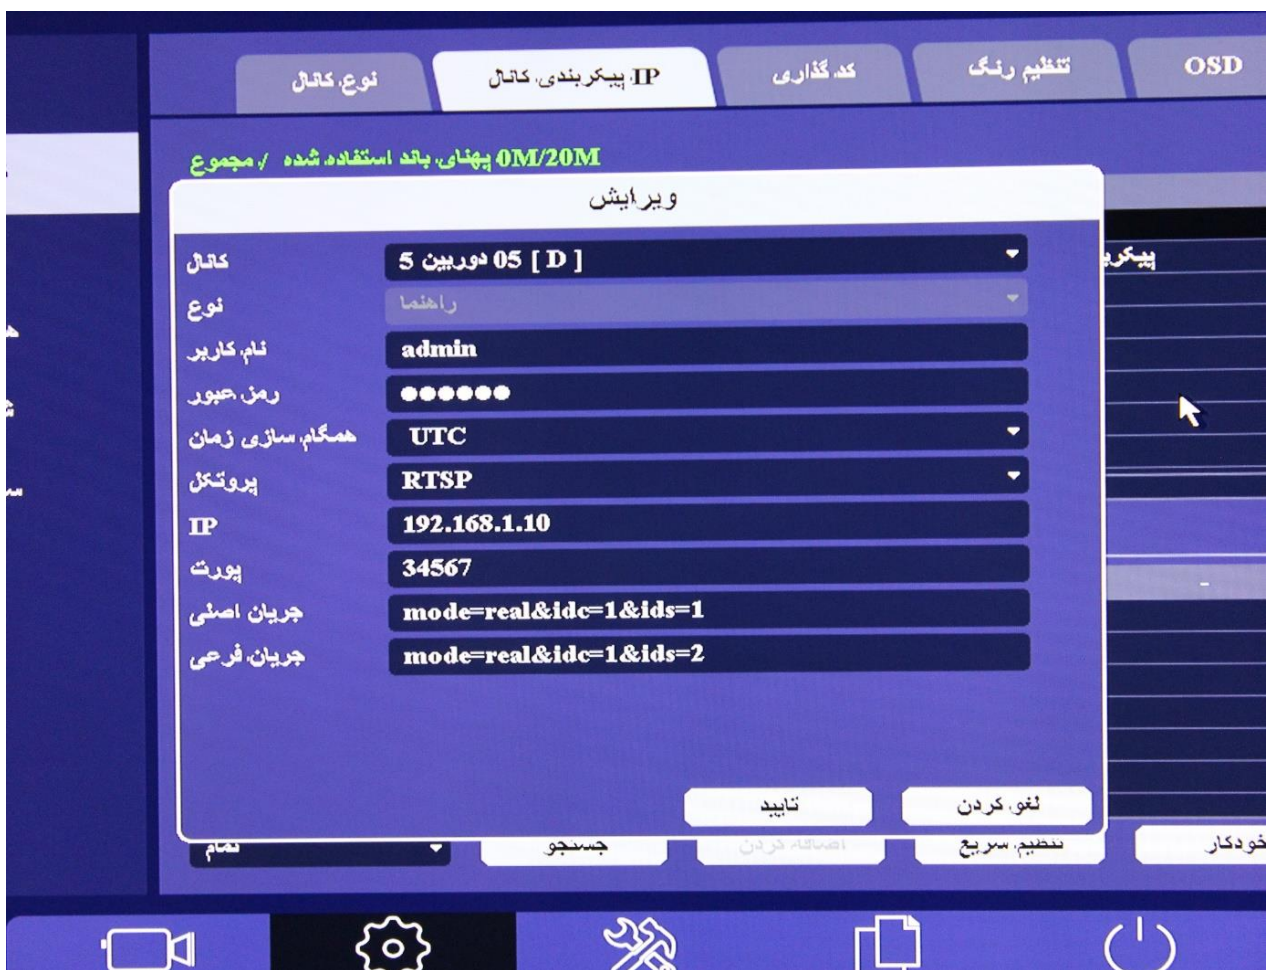 نوع کانال
IP پیکربندی کانال
کد گذاری
تنظیم رنگ
OSD
0M/20M پهنای باند استفاده شده / مجموع
ویرایش
کانال
[ D ] 05 دوربین 5
نوع
راهنما
نام کاربر
admin
رمز عبور
●●●●●●
همگام سازی زمان
UTC
پروتکل
RTSP
IP
192.168.1.10
پورت
34567
جریان اصلی
mode=real&idc=1&ids=1
جریان فرعی
mode=real&idc=1&ids=2
تایید
لغو کردن
تمام
جستجو
اضافه کردن
تنظیم سریع
خودکار